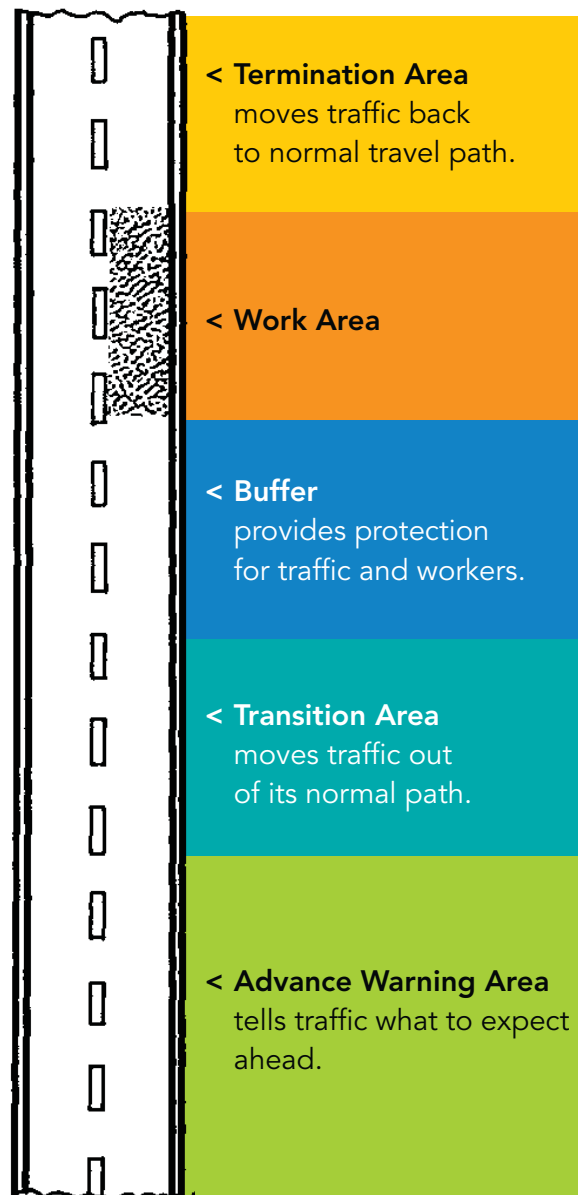 < Termination Area
moves traffic back
to normal travel path.
< Work Area
< Buffer
provides protection
for traffic and workers.
< Transition Area
moves traffic out
of its normal path.
< Advance Warning Area
tells traffic what to expect
ahead.